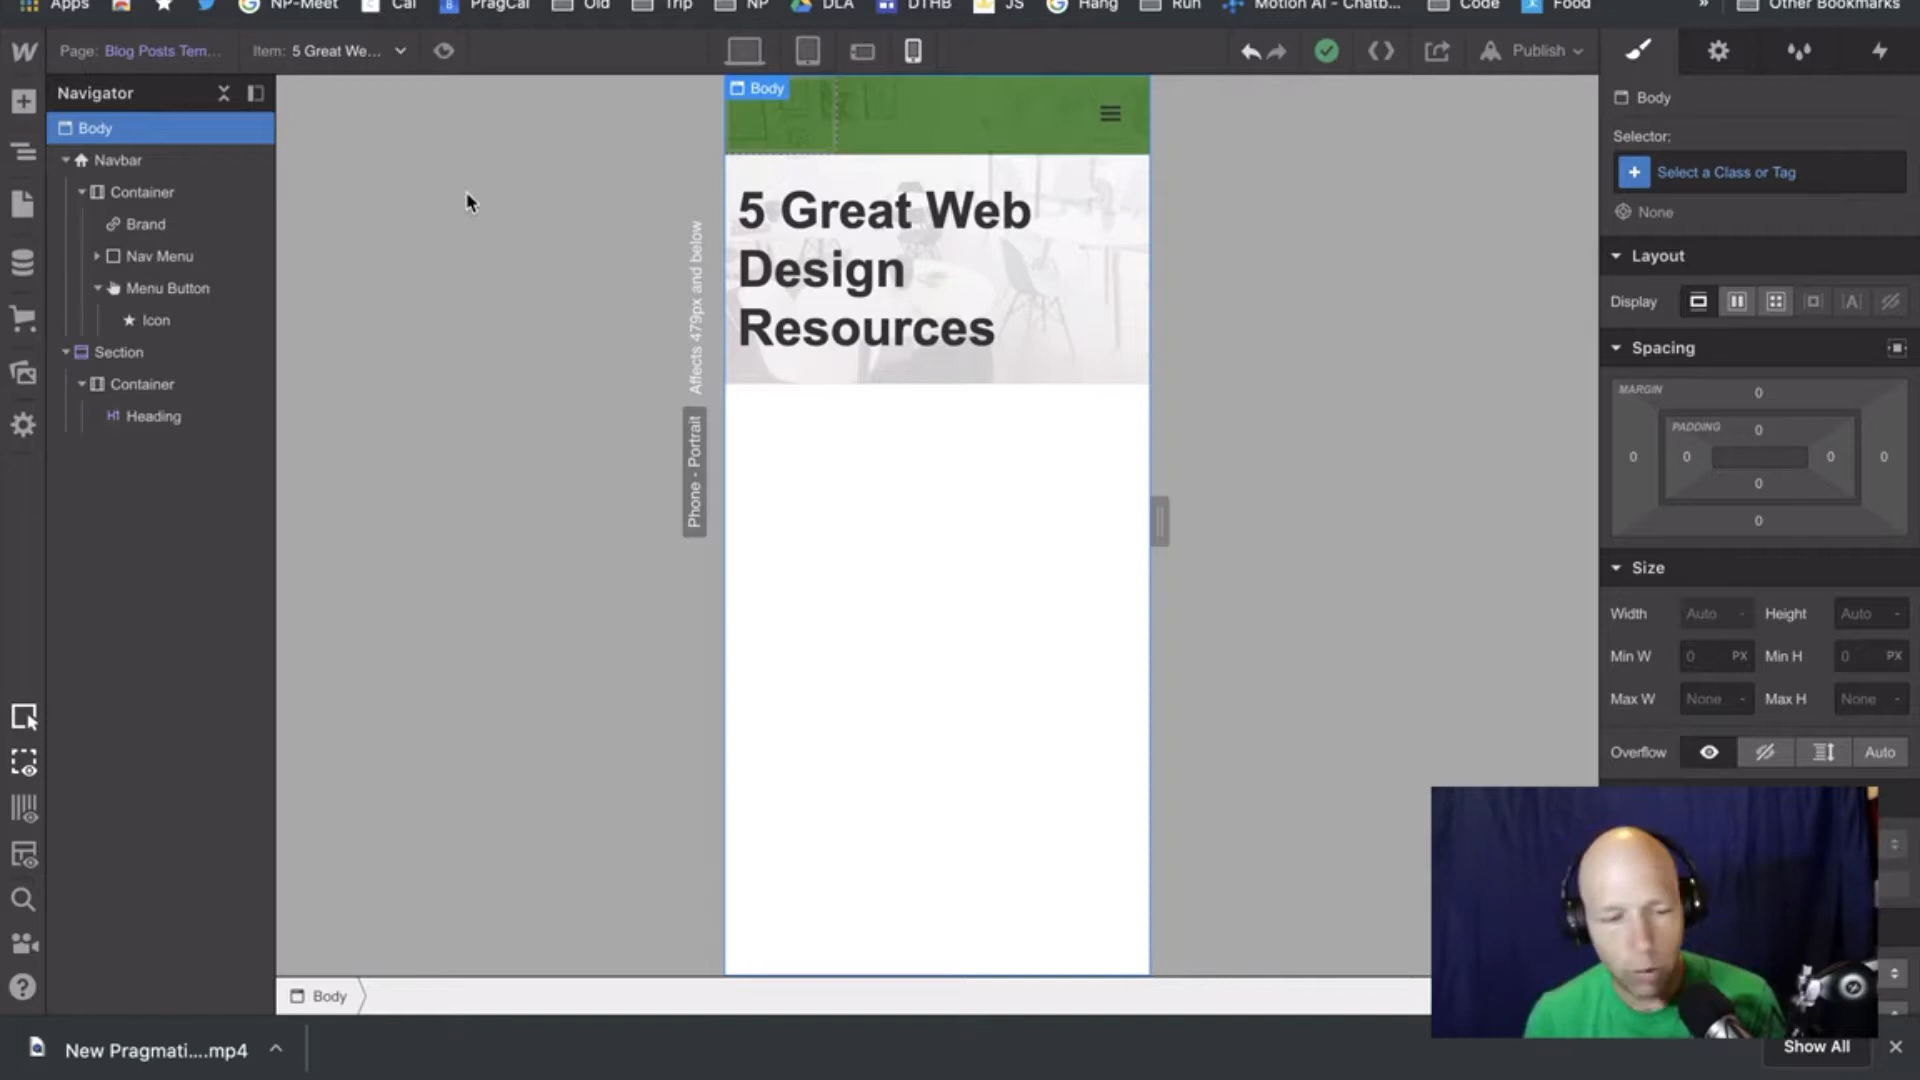 Apps NP-Meet Cal PragCal Old Trip NP DLA DTHB JS Hang Run Motion AI - Chatb... Code Food » Other Bookmarks
Page: Blog Posts Tem... Item: 5 Great We... Publish
Navigator
Body
Navbar
Container
Brand
Nav Menu
Menu Button
Icon
Section
Container
H1 Heading
Body
5 Great Web
Design
Resources
Affects 479px and below
Phone - Portrait
Body
Selector:
Select a Class or Tag
None
Layout
Display
Spacing
MARGIN
0
PADDING
0
0 0 0 0
0
0
Size
Width Auto - Height Auto -
Min W 0 PX Min H 0 PX
Max W None - Max H None -
Overflow Auto
Body
New Pragmati....mp4
Show All